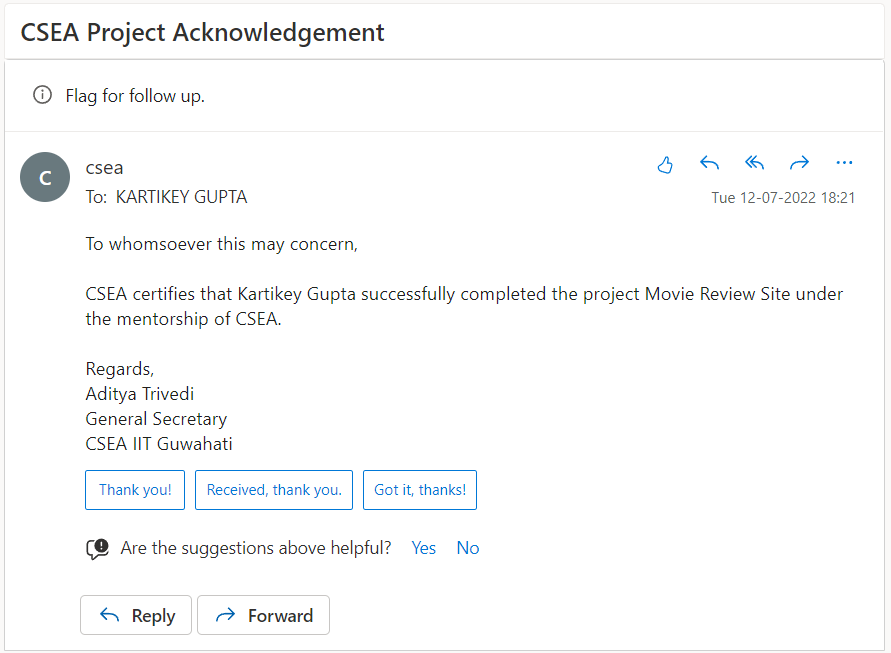 CSEA Project Acknowledgement
Flag for follow up.
C
csea
To: KARTIKEY GUPTA
Tue 12-07-2022 18:21
To whomsoever this may concern,
CSEA certifies that Kartikey Gupta successfully completed the project Movie Review Site under
the mentorship of CSEA.
Regards,
Aditya Trivedi
General Secretary
CSEA IIT Guwahati
Thank you! Received, thank you. Got it, thanks!
Are the suggestions above helpful? Yes No
Reply Forward